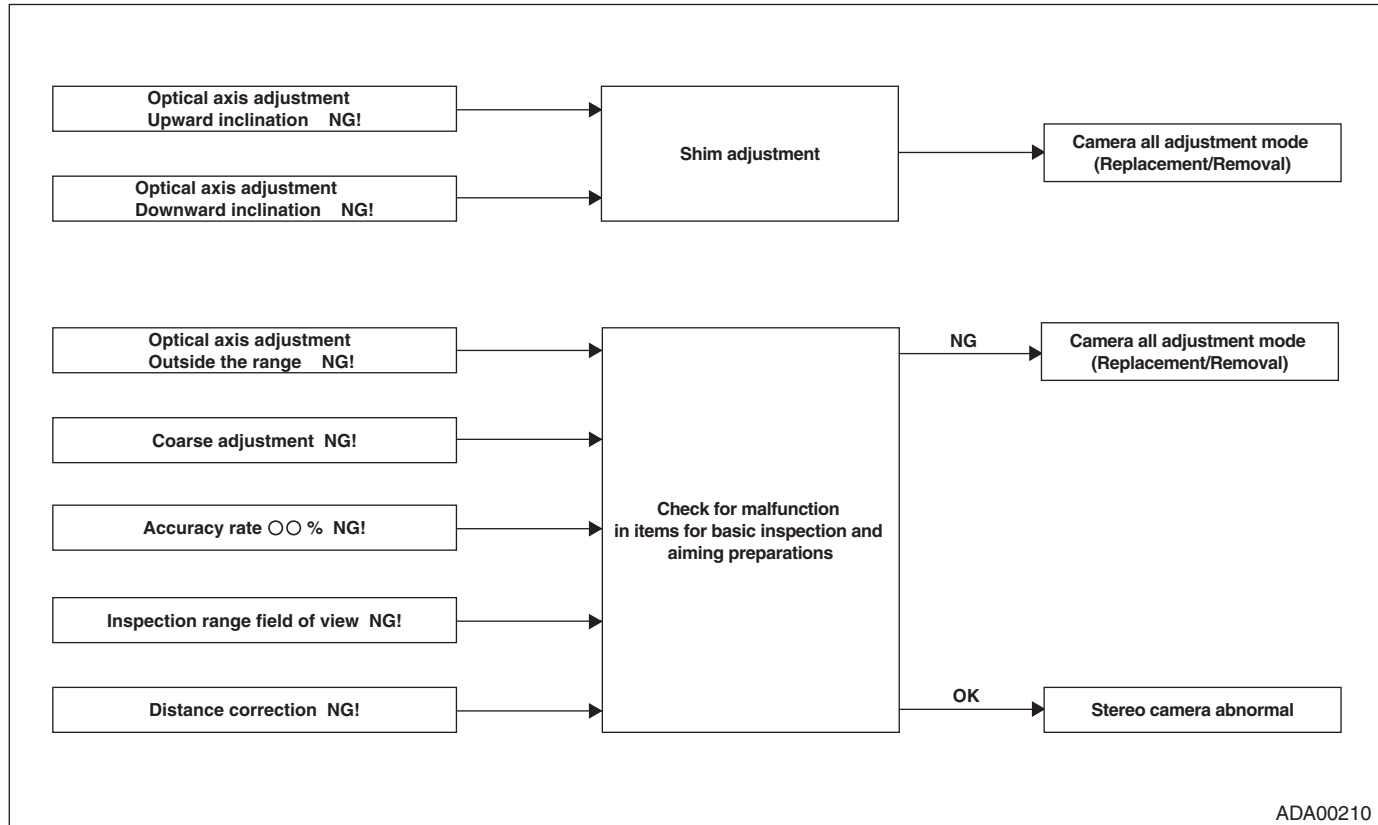 Optical axis adjustment
Upward inclination NG!
Shim adjustment
Camera all adjustment mode
(Replacement/Removal)
Optical axis adjustment
Downward inclination NG!
Optical axis adjustment
Outside the range NG!
NG
Camera all adjustment mode
(Replacement/Removal)
Coarse adjustment NG!
Accuracy rate ○○ % NG!
Check for malfunction
in items for basic inspection and
aiming preparations
Inspection range field of view NG!
Distance correction NG!
OK
Stereo camera abnormal
ADA00210